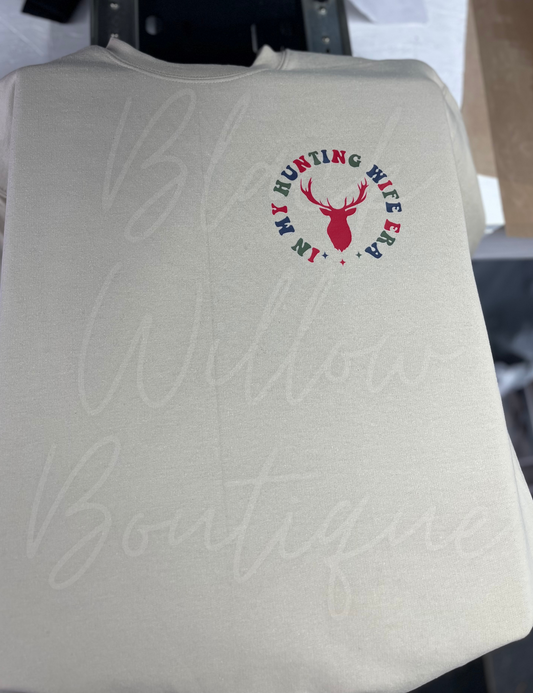 IN MY HUNTING WIFE ERA
Black
Willow
Boutique